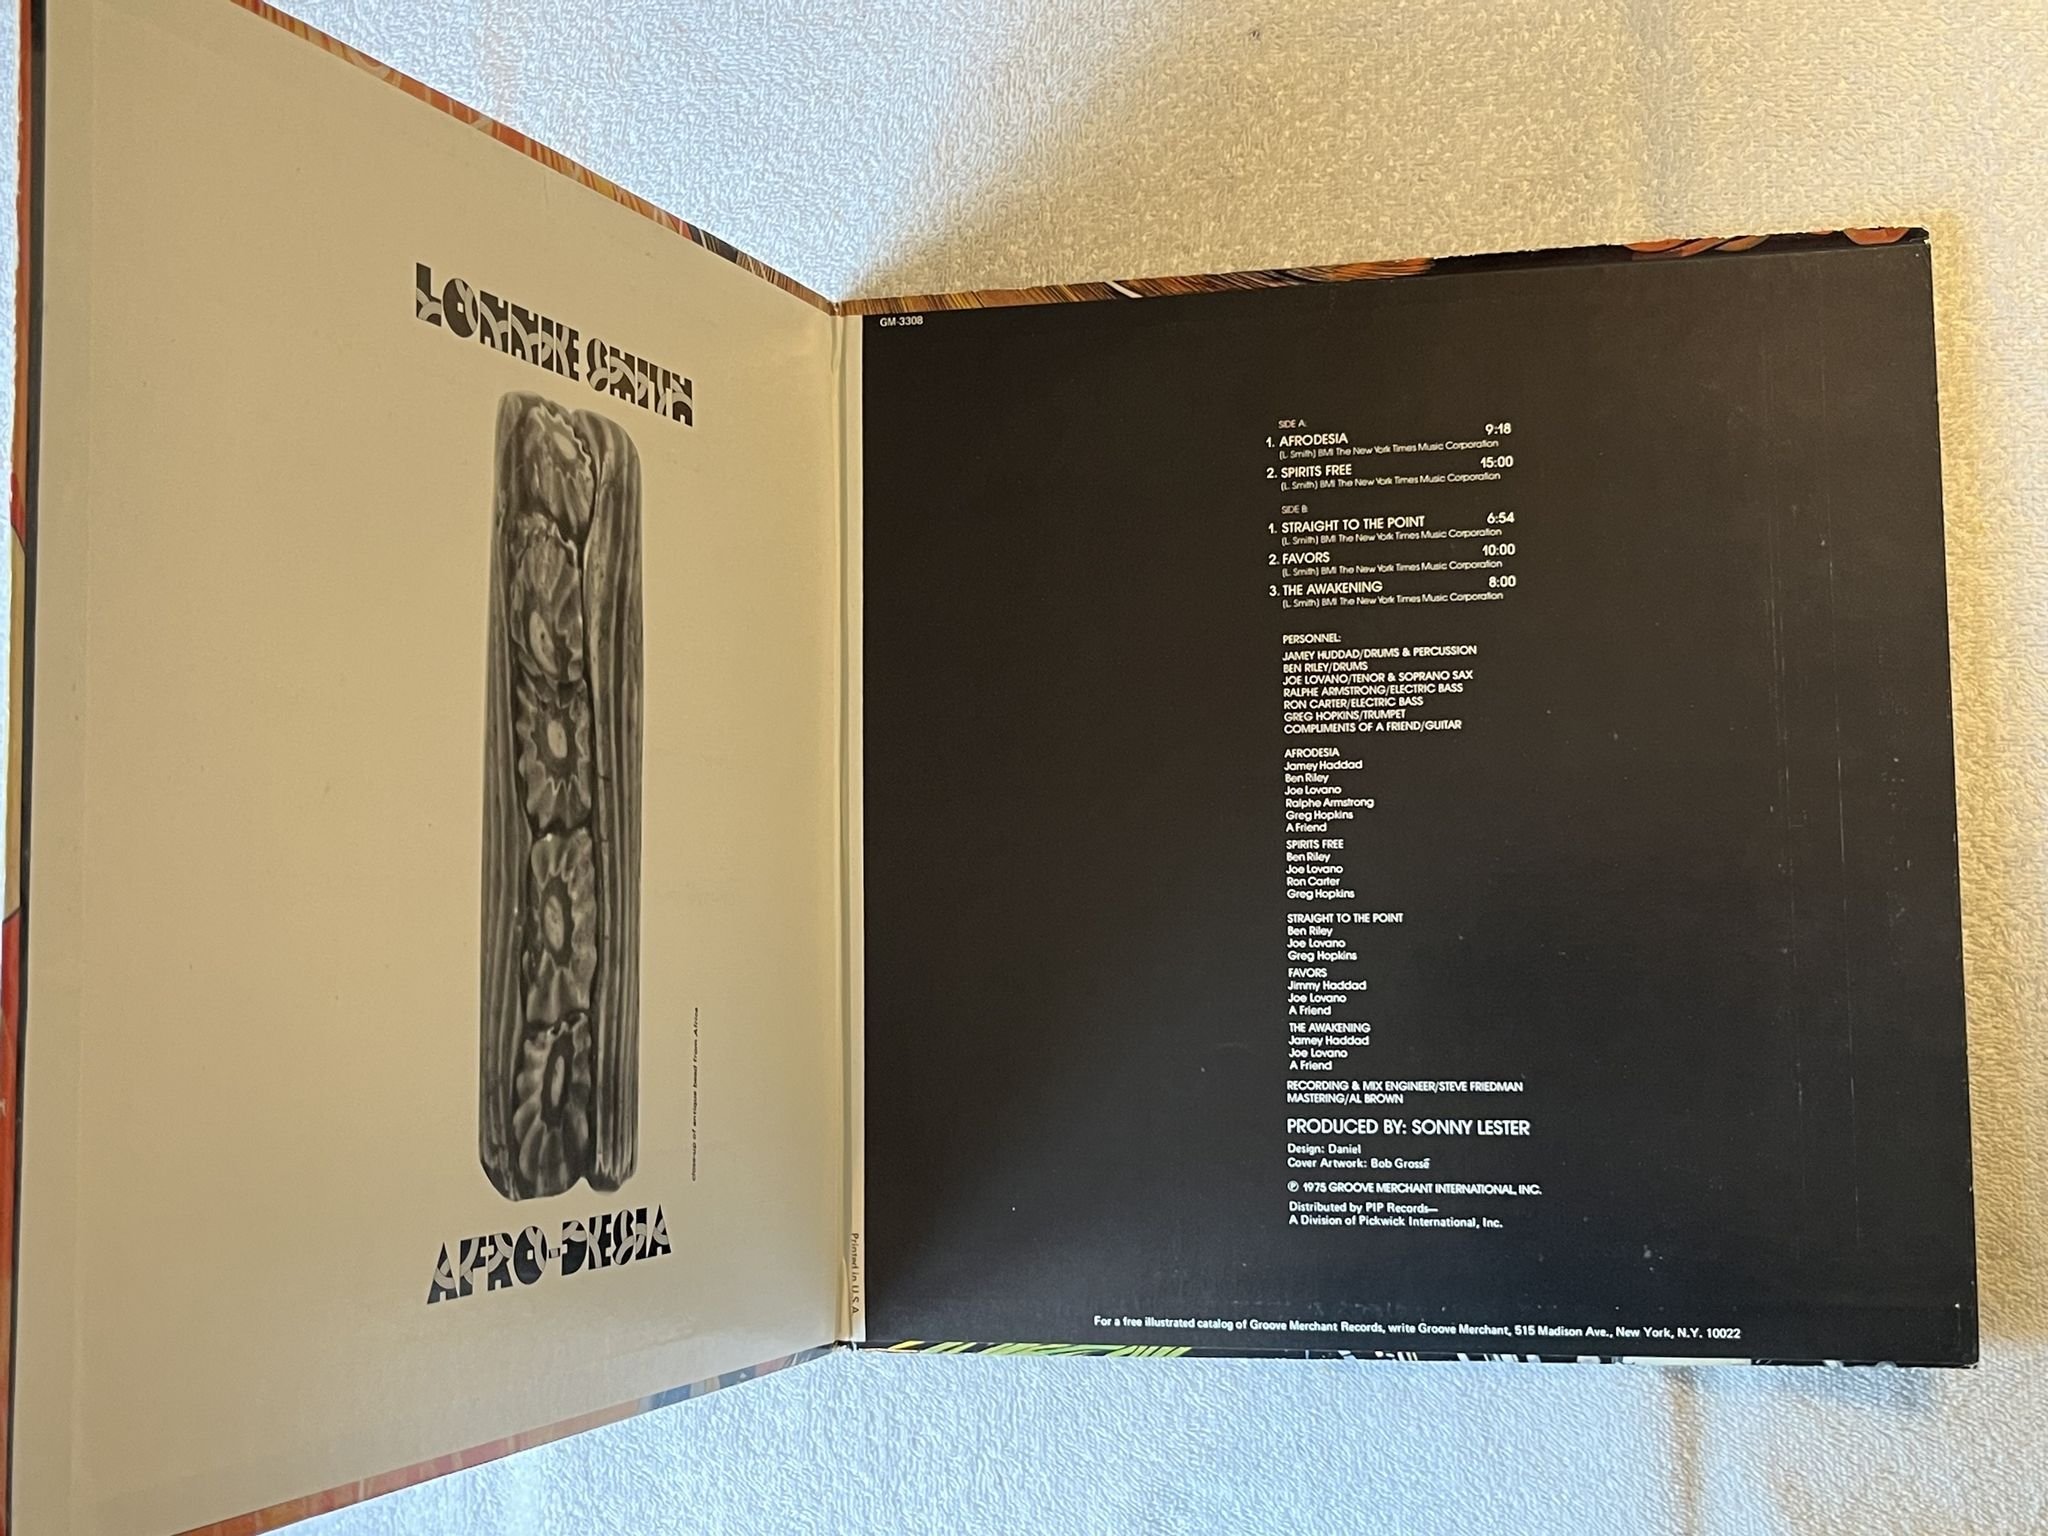 LONNIE SMITH
close-up of antique bead from Africa
AFRO-DESIA
Printed in U.S.A.
GM-3308
SIDE A:
1. AFRODESIA 9:18
(L. Smith) BMI The New York Times Music Corporation
2. SPIRITS FREE 15:00
(L. Smith) BMI The New York Times Music Corporation
SIDE B:
1. STRAIGHT TO THE POINT 6:54
(L. Smith) BMI The New York Times Music Corporation
2. FAVORS 10:00
(L. Smith) BMI The New York Times Music Corporation
3. THE AWAKENING 8:00
(L. Smith) BMI The New York Times Music Corporation
PERSONNEL:
JAMEY HUDDAD/DRUMS & PERCUSSION
BEN RILEY/DRUMS
JOE LOVANO/TENOR & SOPRANO SAX
RALPHE ARMSTRONG/ELECTRIC BASS
RON CARTER/ELECTRIC BASS
GREG HOPKINS/TRUMPET
COMPLIMENTS OF A FRIEND/GUITAR
AFRODESIA
Jamey Haddad
Ben Riley
Joe Lovano
Ralphe Armstrong
Greg Hopkins
A Friend
SPIRITS FREE
Ben Riley
Joe Lovano
Ron Carter
Greg Hopkins
STRAIGHT TO THE POINT
Ben Riley
Joe Lovano
Greg Hopkins
FAVORS
Jimmy Haddad
Joe Lovano
A Friend
THE AWAKENING
Jamey Haddad
Joe Lovano
A Friend
RECORDING & MIX ENGINEER/STEVE FRIEDMAN
MASTERING/AL BROWN
PRODUCED BY: SONNY LESTER
Design: Daniel
Cover Artwork: Bob Grossé
℗ 1975 GROOVE MERCHANT INTERNATIONAL, INC.
Distributed by PIP Records—
A Division of Pickwick International, Inc.
For a free illustrated catalog of Groove Merchant Records, write Groove Merchant, 515 Madison Ave., New York, N.Y. 10022